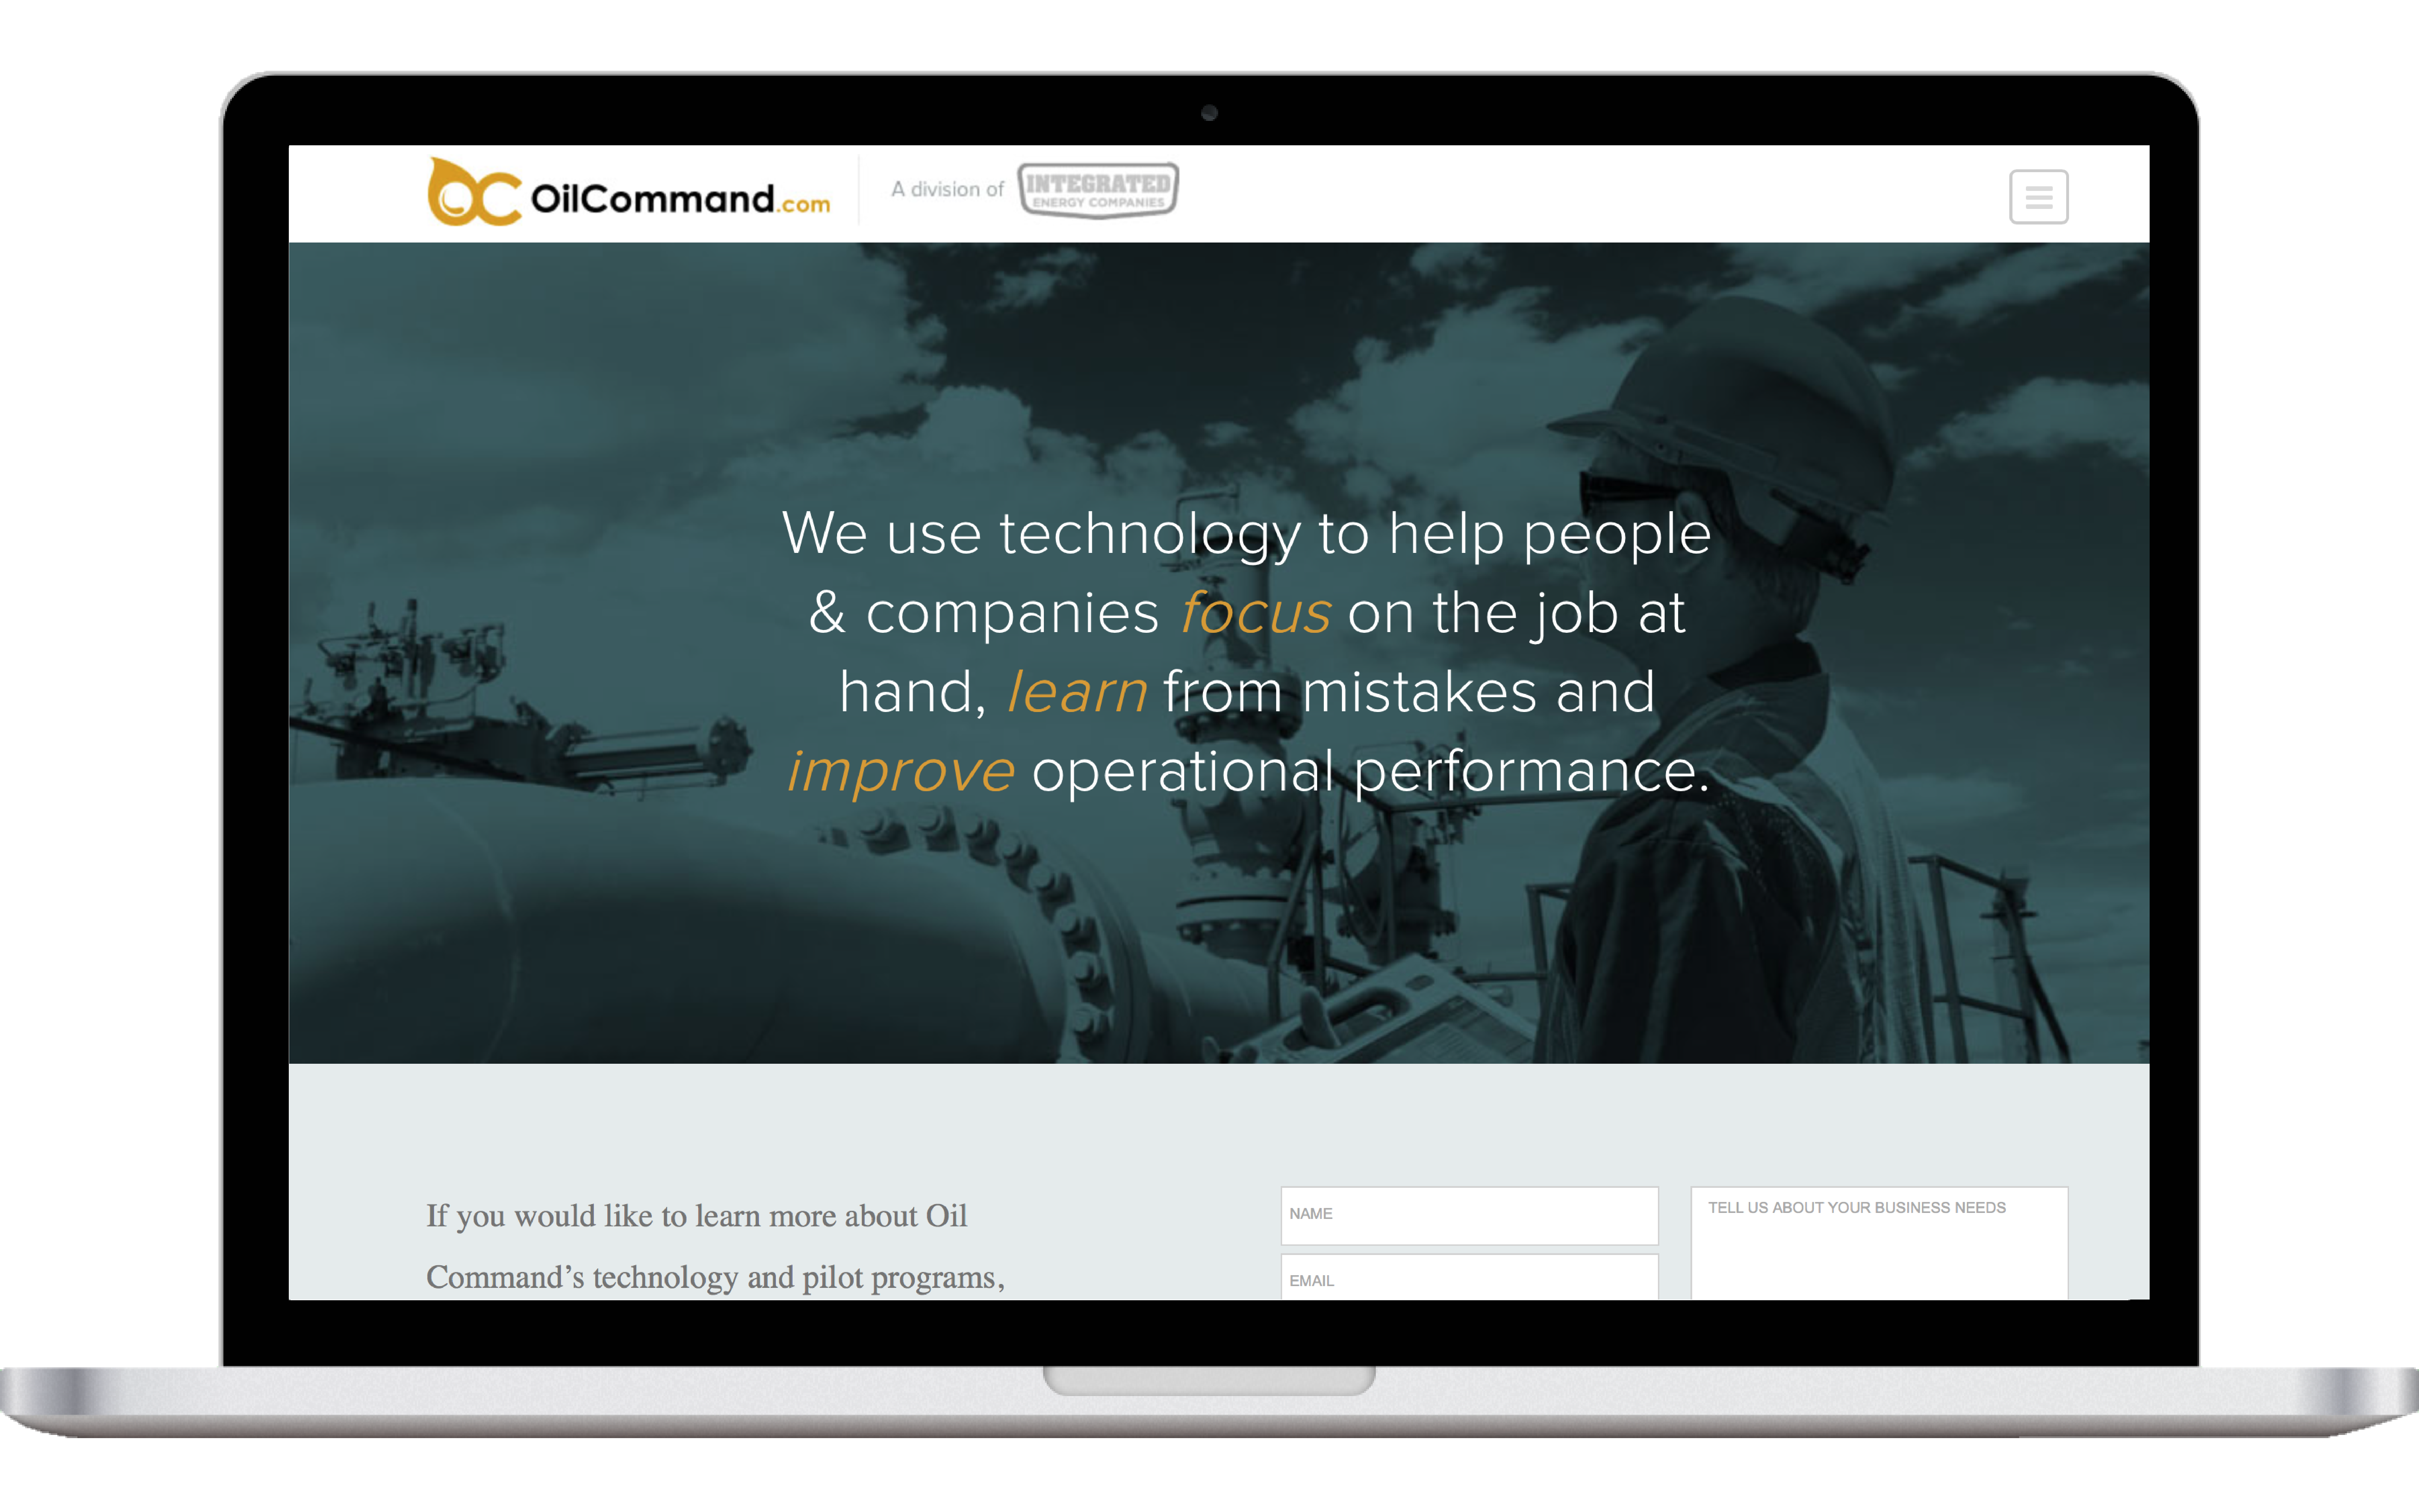 OC OilCommand.com
A division of
INTEGRATED
ENERGY COMPANIES
We use technology to help people
& companies focus on the job at
hand, learn from mistakes and
improve operational performance.
If you would like to learn more about Oil
Command’s technology and pilot programs,
NAME
EMAIL
TELL US ABOUT YOUR BUSINESS NEEDS